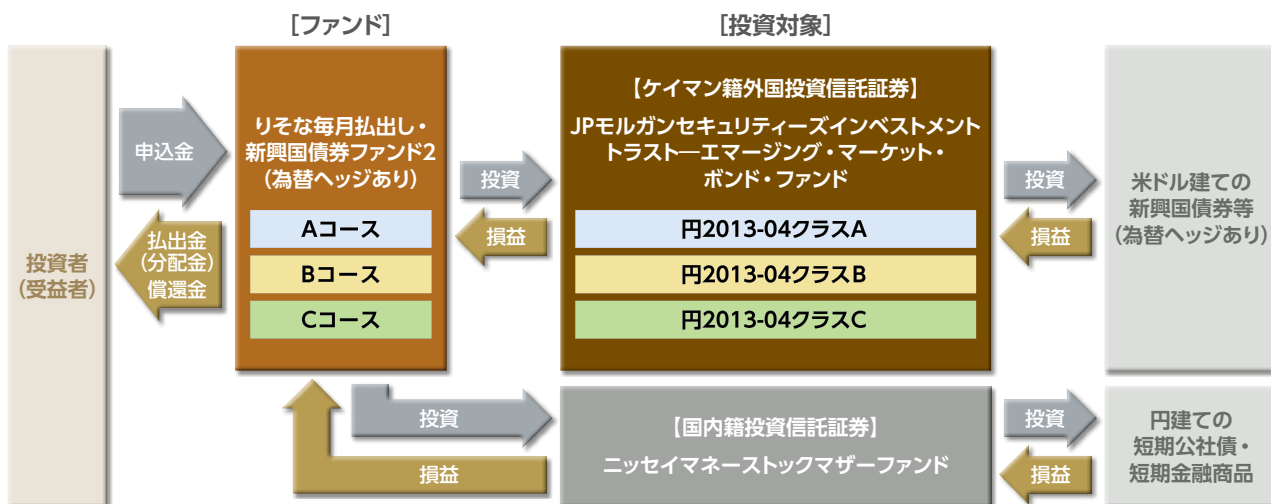 [ファンド]
[投資対象]
投資者
(受益者)
申込金
払出金
(分配金)
償還金
りそな毎月払出し・
新興国債券ファンド2
(為替ヘッジあり)
Aコース
Bコース
Cコース
投資
損益
【ケイマン籍外国投資信託証券】
JPモルガンセキュリティーズインベストメント
トラスト―エマージング・マーケット・
ボンド・ファンド
円2013-04クラスA
円2013-04クラスB
円2013-04クラスC
投資
損益
米ドル建ての
新興国債券等
(為替ヘッジあり)
投資
損益
【国内籍投資信託証券】
ニッセイマネーストックマザーファンド
投資
損益
円建ての
短期公社債・
短期金融商品